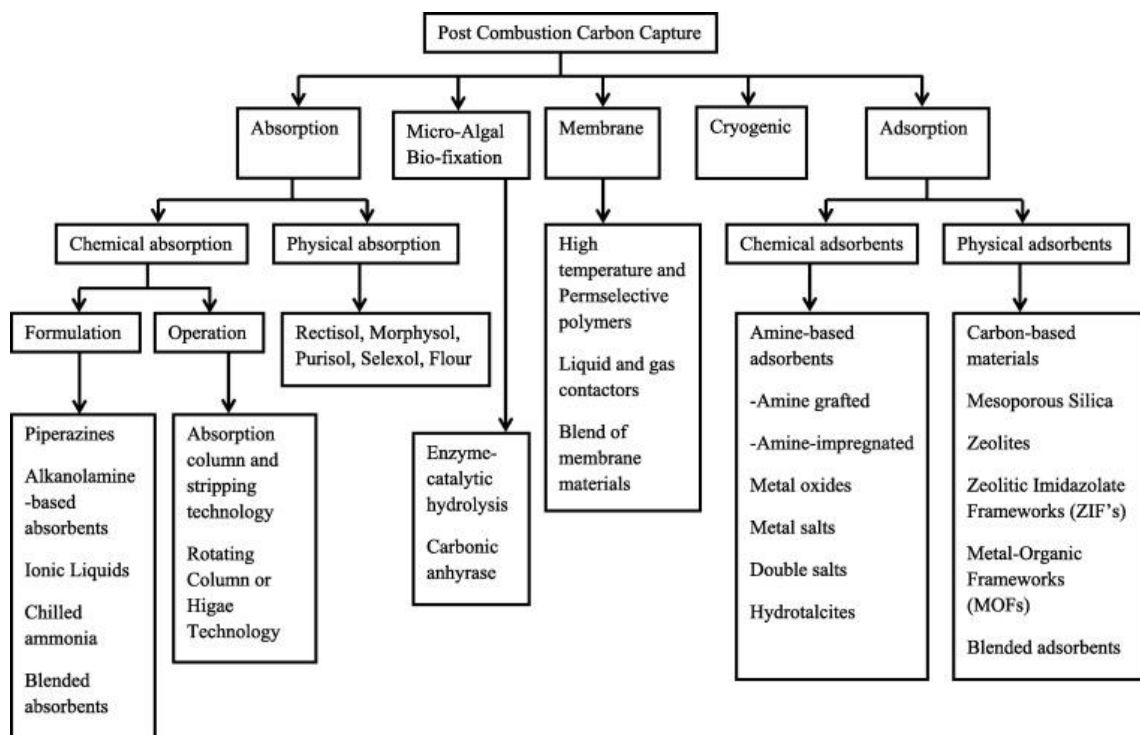 Post Combustion Carbon Capture
Absorption
Micro-Algal
Bio-fixation
Membrane
Cryogenic
Adsorption
Chemical absorption
Physical absorption
High
temperature and
Permselective
polymers
Liquid and gas
contactors
Blend of
membrane
materials
Chemical adsorbents
Physical adsorbents
Formulation
Operation
Rectisol, Morphysol,
Purisol, Selexol, Flour
Piperazines
Alkanolamine
-based
absorbents
Ionic Liquids
Chilled
ammonia
Blended
absorbents
Absorption
column and
stripping
technology
Rotating
Column or
Higae
Technology
Enzyme-
catalytic
hydrolysis
Carbonic
anhyrase
Amine-based
adsorbents
-Amine grafted
-Amine-impregnated
Metal oxides
Metal salts
Double salts
Hydrotalcites
Carbon-based
materials
Mesoporous Silica
Zeolites
Zeolitic Imidazolate
Frameworks (ZIF's)
Metal-Organic
Frameworks
(MOFs)
Blended adsorbents